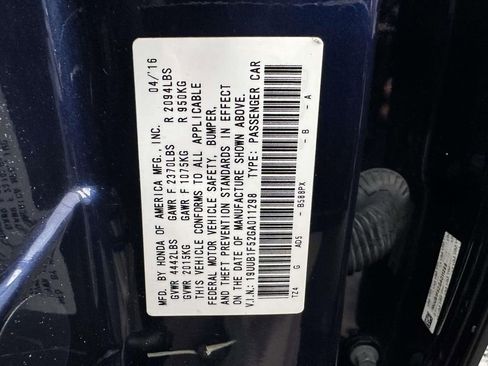 MFD. BY HONDA OF AMERICA MFG., INC. 04/'16
GVWR 4442LBS GAWR F 2370LBS R 2094LBS
GVWR 2015KG GAWR F 1075KG R 950KG
THIS VEHICLE CONFORMS TO ALL APPLICABLE
FEDERAL MOTOR VEHICLE SAFETY, BUMPER,
AND THEFT PREVENTION STANDARDS IN EFFECT
ON THE DATE OF MANUFACTURE SHOWN ABOVE.
V.I.N.: 19UUB1F52GA011298 TYPE: PASSENGER CAR
TZ4 G AD5 - B588PX - B - A